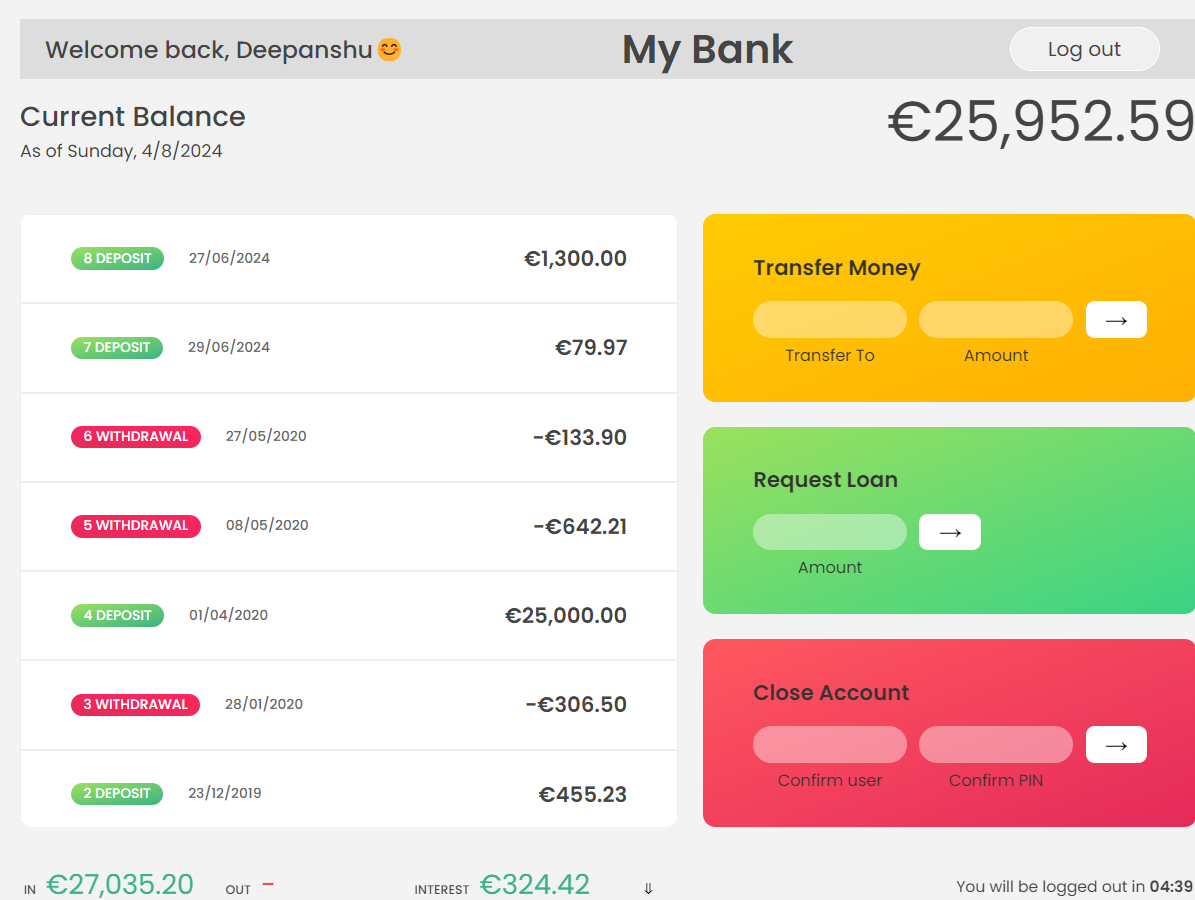 Welcome back, Deepanshu😊
My Bank
Log out
Current Balance
As of Sunday, 4/8/2024
€25,952.59
8 DEPOSIT 27/06/2024 €1,300.00
7 DEPOSIT 29/06/2024 €79.97
6 WITHDRAWAL 27/05/2020 -€133.90
5 WITHDRAWAL 08/05/2020 -€642.21
4 DEPOSIT 01/04/2020 €25,000.00
3 WITHDRAWAL 28/01/2020 -€306.50
2 DEPOSIT 23/12/2019 €455.23
Transfer Money
→
Transfer To Amount
Request Loan
→
Amount
Close Account
→
Confirm user Confirm PIN
IN €27,035.20 OUT – INTEREST €324.42 ⇓
You will be logged out in 04:39